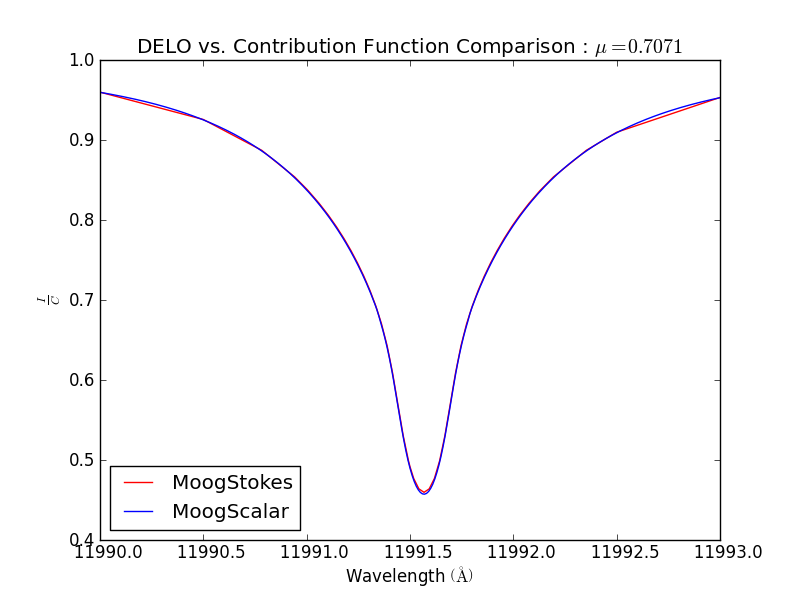 DELO vs. Contribution Function Comparison : μ=0.7071
1.0
0.9
0.8
0.7
0.6
0.5
0.4
I
C
MoogStokes
MoogScalar
11990.0 11990.5 11991.0 11991.5 11992.0 11992.5 11993.0
Wavelength (Å)